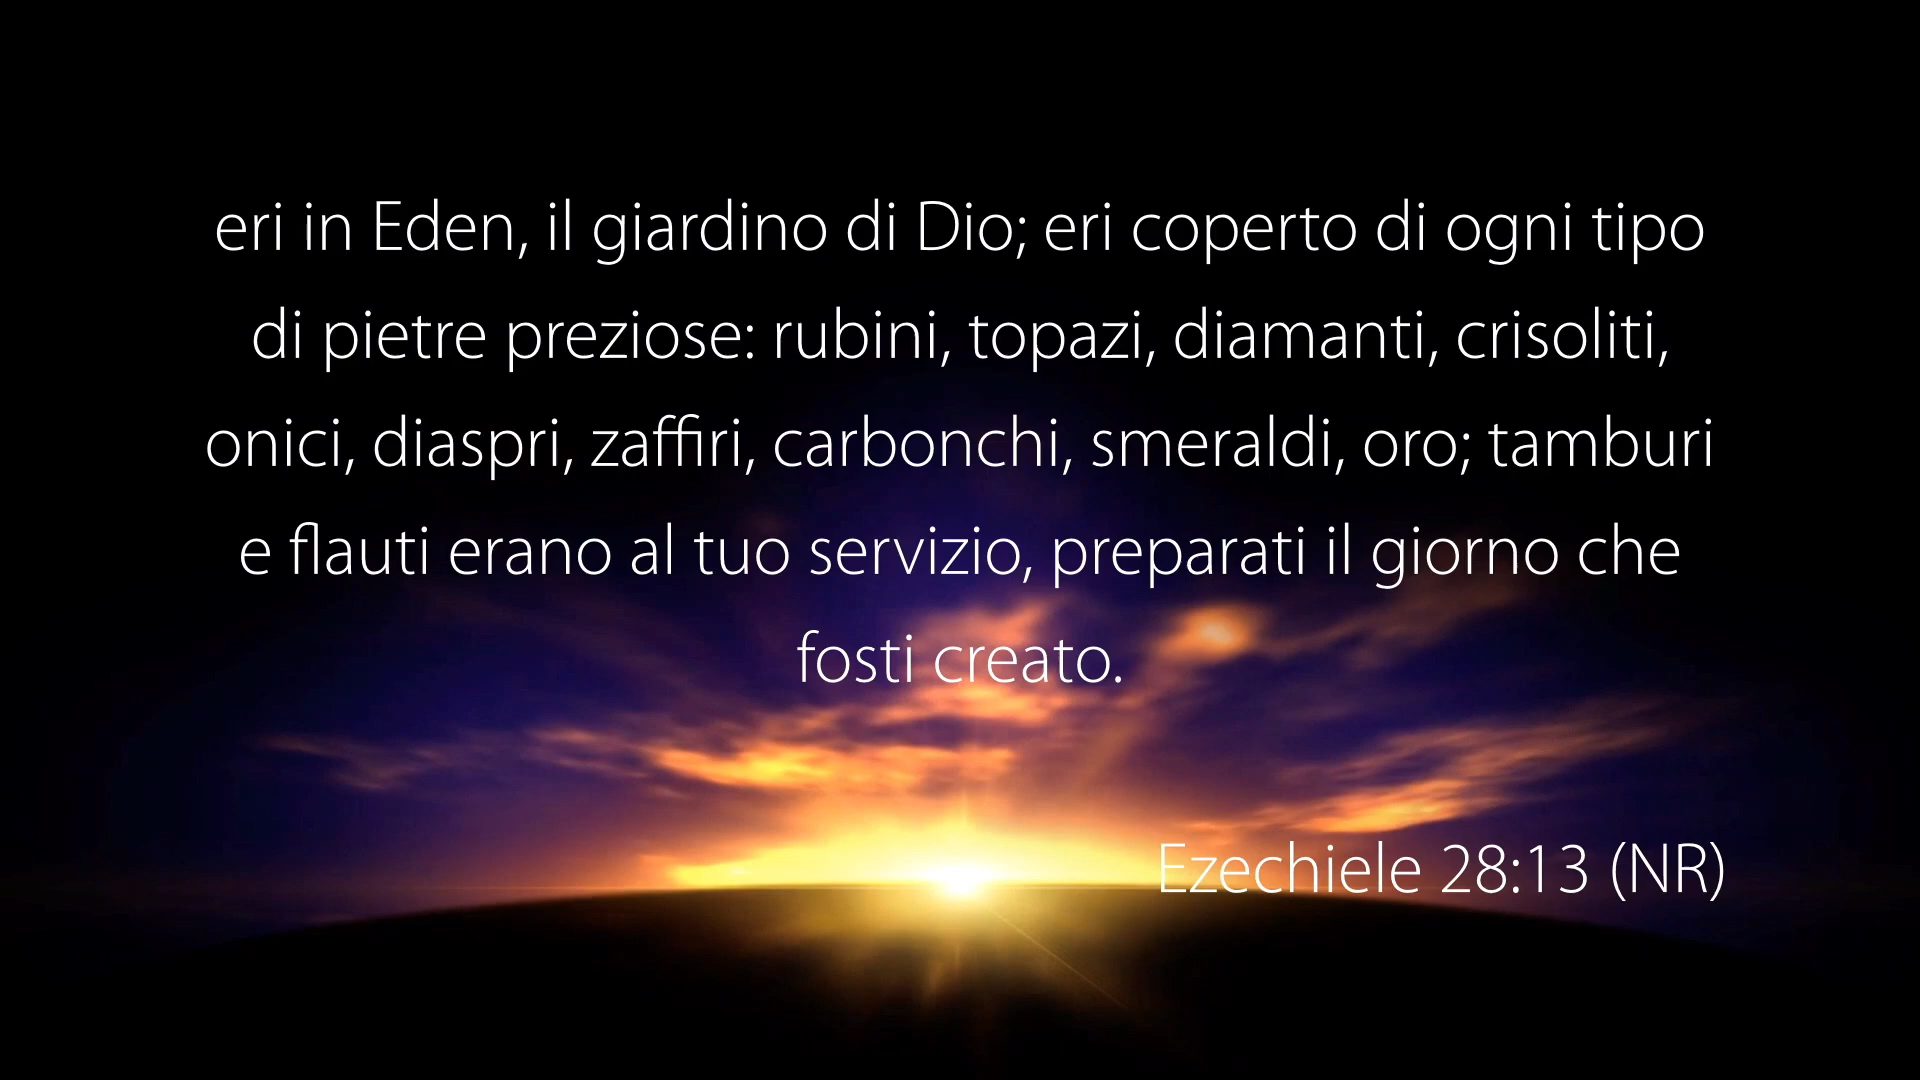 eri in Eden, il giardino di Dio; eri coperto di ogni tipo
di pietre preziose: rubini, topazi, diamanti, crisoliti,
onici, diaspri, zaffiri, carbonchi, smeraldi, oro; tamburi
e flauti erano al tuo servizio, preparati il giorno che
fosti creato.
Ezechiele 28:13 (NR)